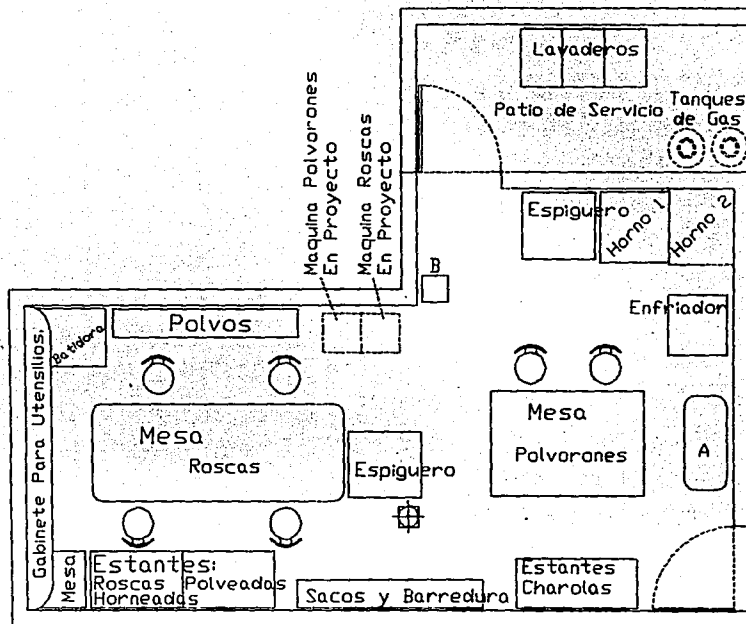 Lavaderos
Patio de Servicio
Tanques
de Gas
Maquina Polvorones
En Proyecto
Maquina Roscas
En Proyecto
Espiguero
Horno 1
Horno 2
B
Enfriador
Batidora
Polvos
Gabinete Para Utensilios.
Mesa
Roscas
Espiguero
Mesa
Polvorones
A
Mesa
Estantes:
Roscas Polveadas
Horneadas
Sacos y Barredura
Estantes
Charolas